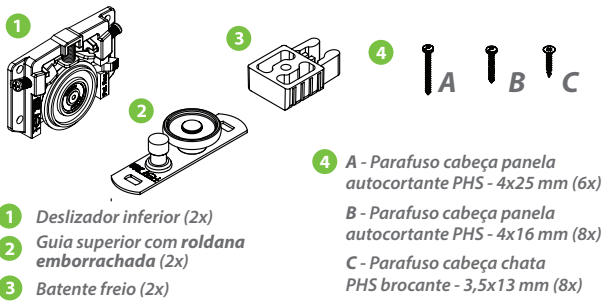 1
3
4
A B C
2
1 Deslizador inferior (2x)
2 Guia superior com roldana
emborrachada (2x)
3 Batente freio (2x)
4 A - Parafuso cabeça panela
autocortante PHS - 4x25 mm (6x)
B - Parafuso cabeça panela
autocortante PHS - 4x16 mm (8x)
C - Parafuso cabeça chata
PHS brocante - 3,5x13 mm (8x)